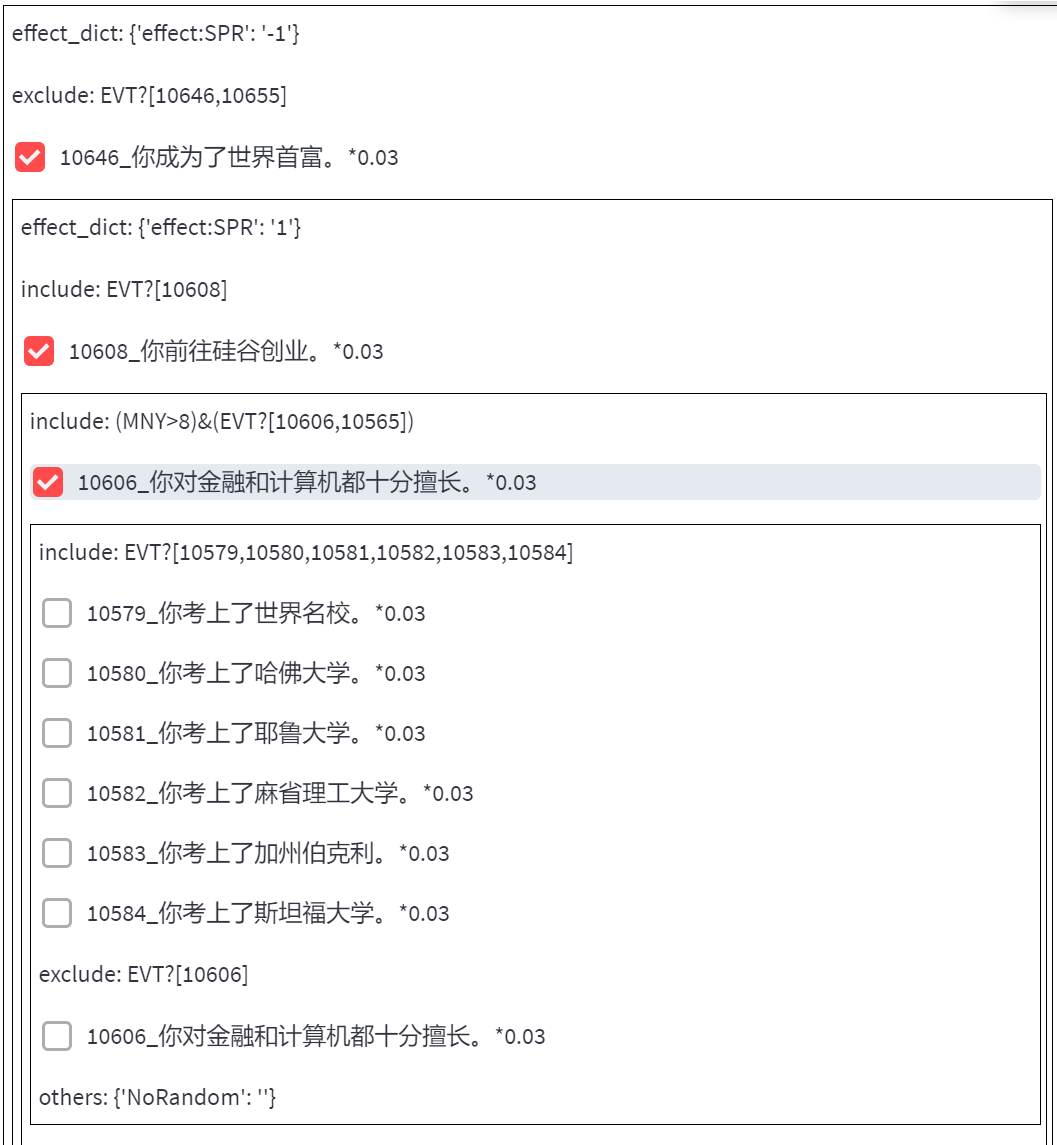 effect_dict: {'effect:SPR': '-1'}
exclude: EVT?[10646,10655]
10646_你成为了世界首富。*0.03
effect_dict: {'effect:SPR': '1'}
include: EVT?[10608]
10608_你前往硅谷创业。*0.03
include: (MNY>8)&(EVT?[10606,10565])
10606_你对金融和计算机都十分擅长。*0.03
include: EVT?[10579,10580,10581,10582,10583,10584]
10579_你考上了世界名校。*0.03
10580_你考上了哈佛大学。*0.03
10581_你考上了耶鲁大学。*0.03
10582_你考上了麻省理工大学。*0.03
10583_你考上了加州伯克利。*0.03
10584_你考上了斯坦福大学。*0.03
exclude: EVT?[10606]
10606_你对金融和计算机都十分擅长。*0.03
others: {'NoRandom': ''}